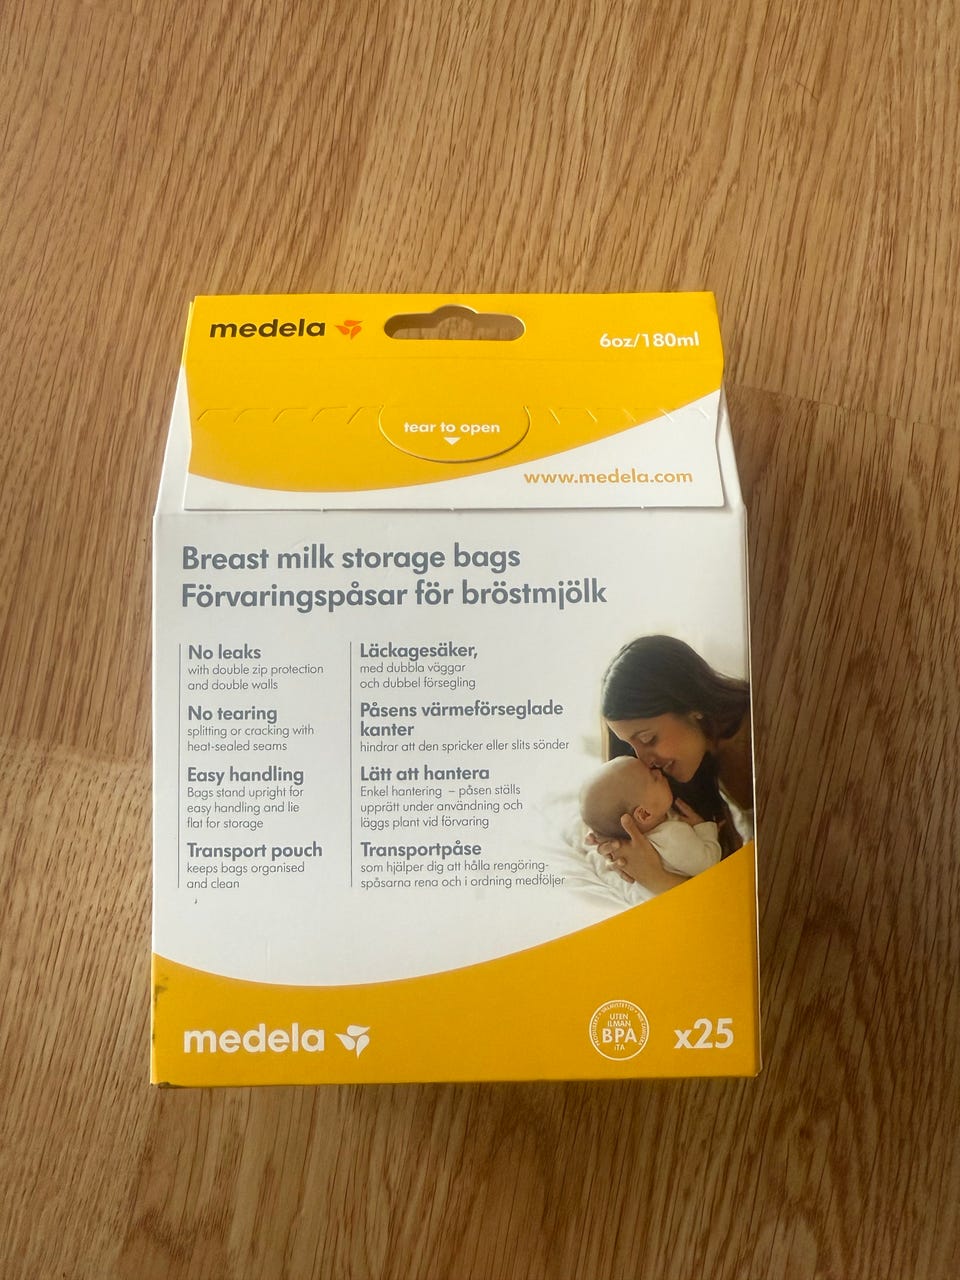 medela
6oz/180ml
tear to open
www.medela.com
Breast milk storage bags
Förvaringspåsar för bröstmjölk
No leaks
with double zip protection
and double walls
No tearing
splitting or cracking with
heat-sealed seams
Easy handling
Bags stand upright for
easy handling and lie
flat for storage
Transport pouch
keeps bags organised
and clean
Läckagesäker,
med dubbla väggar
och dubbel försegling
Påsens värmeförseglade
kanter
hindrar att den spricker eller slits sönder
Lätt att hantera
Enkel hantering – påsen ställs
upprätt under användning och
läggs plant vid förvaring
Transportpåse
som hjälper dig att hålla rengöring-
spåsarna rena och i ordning medföljer
medela
UTEN
ILMAN
BPA
:TA
x25